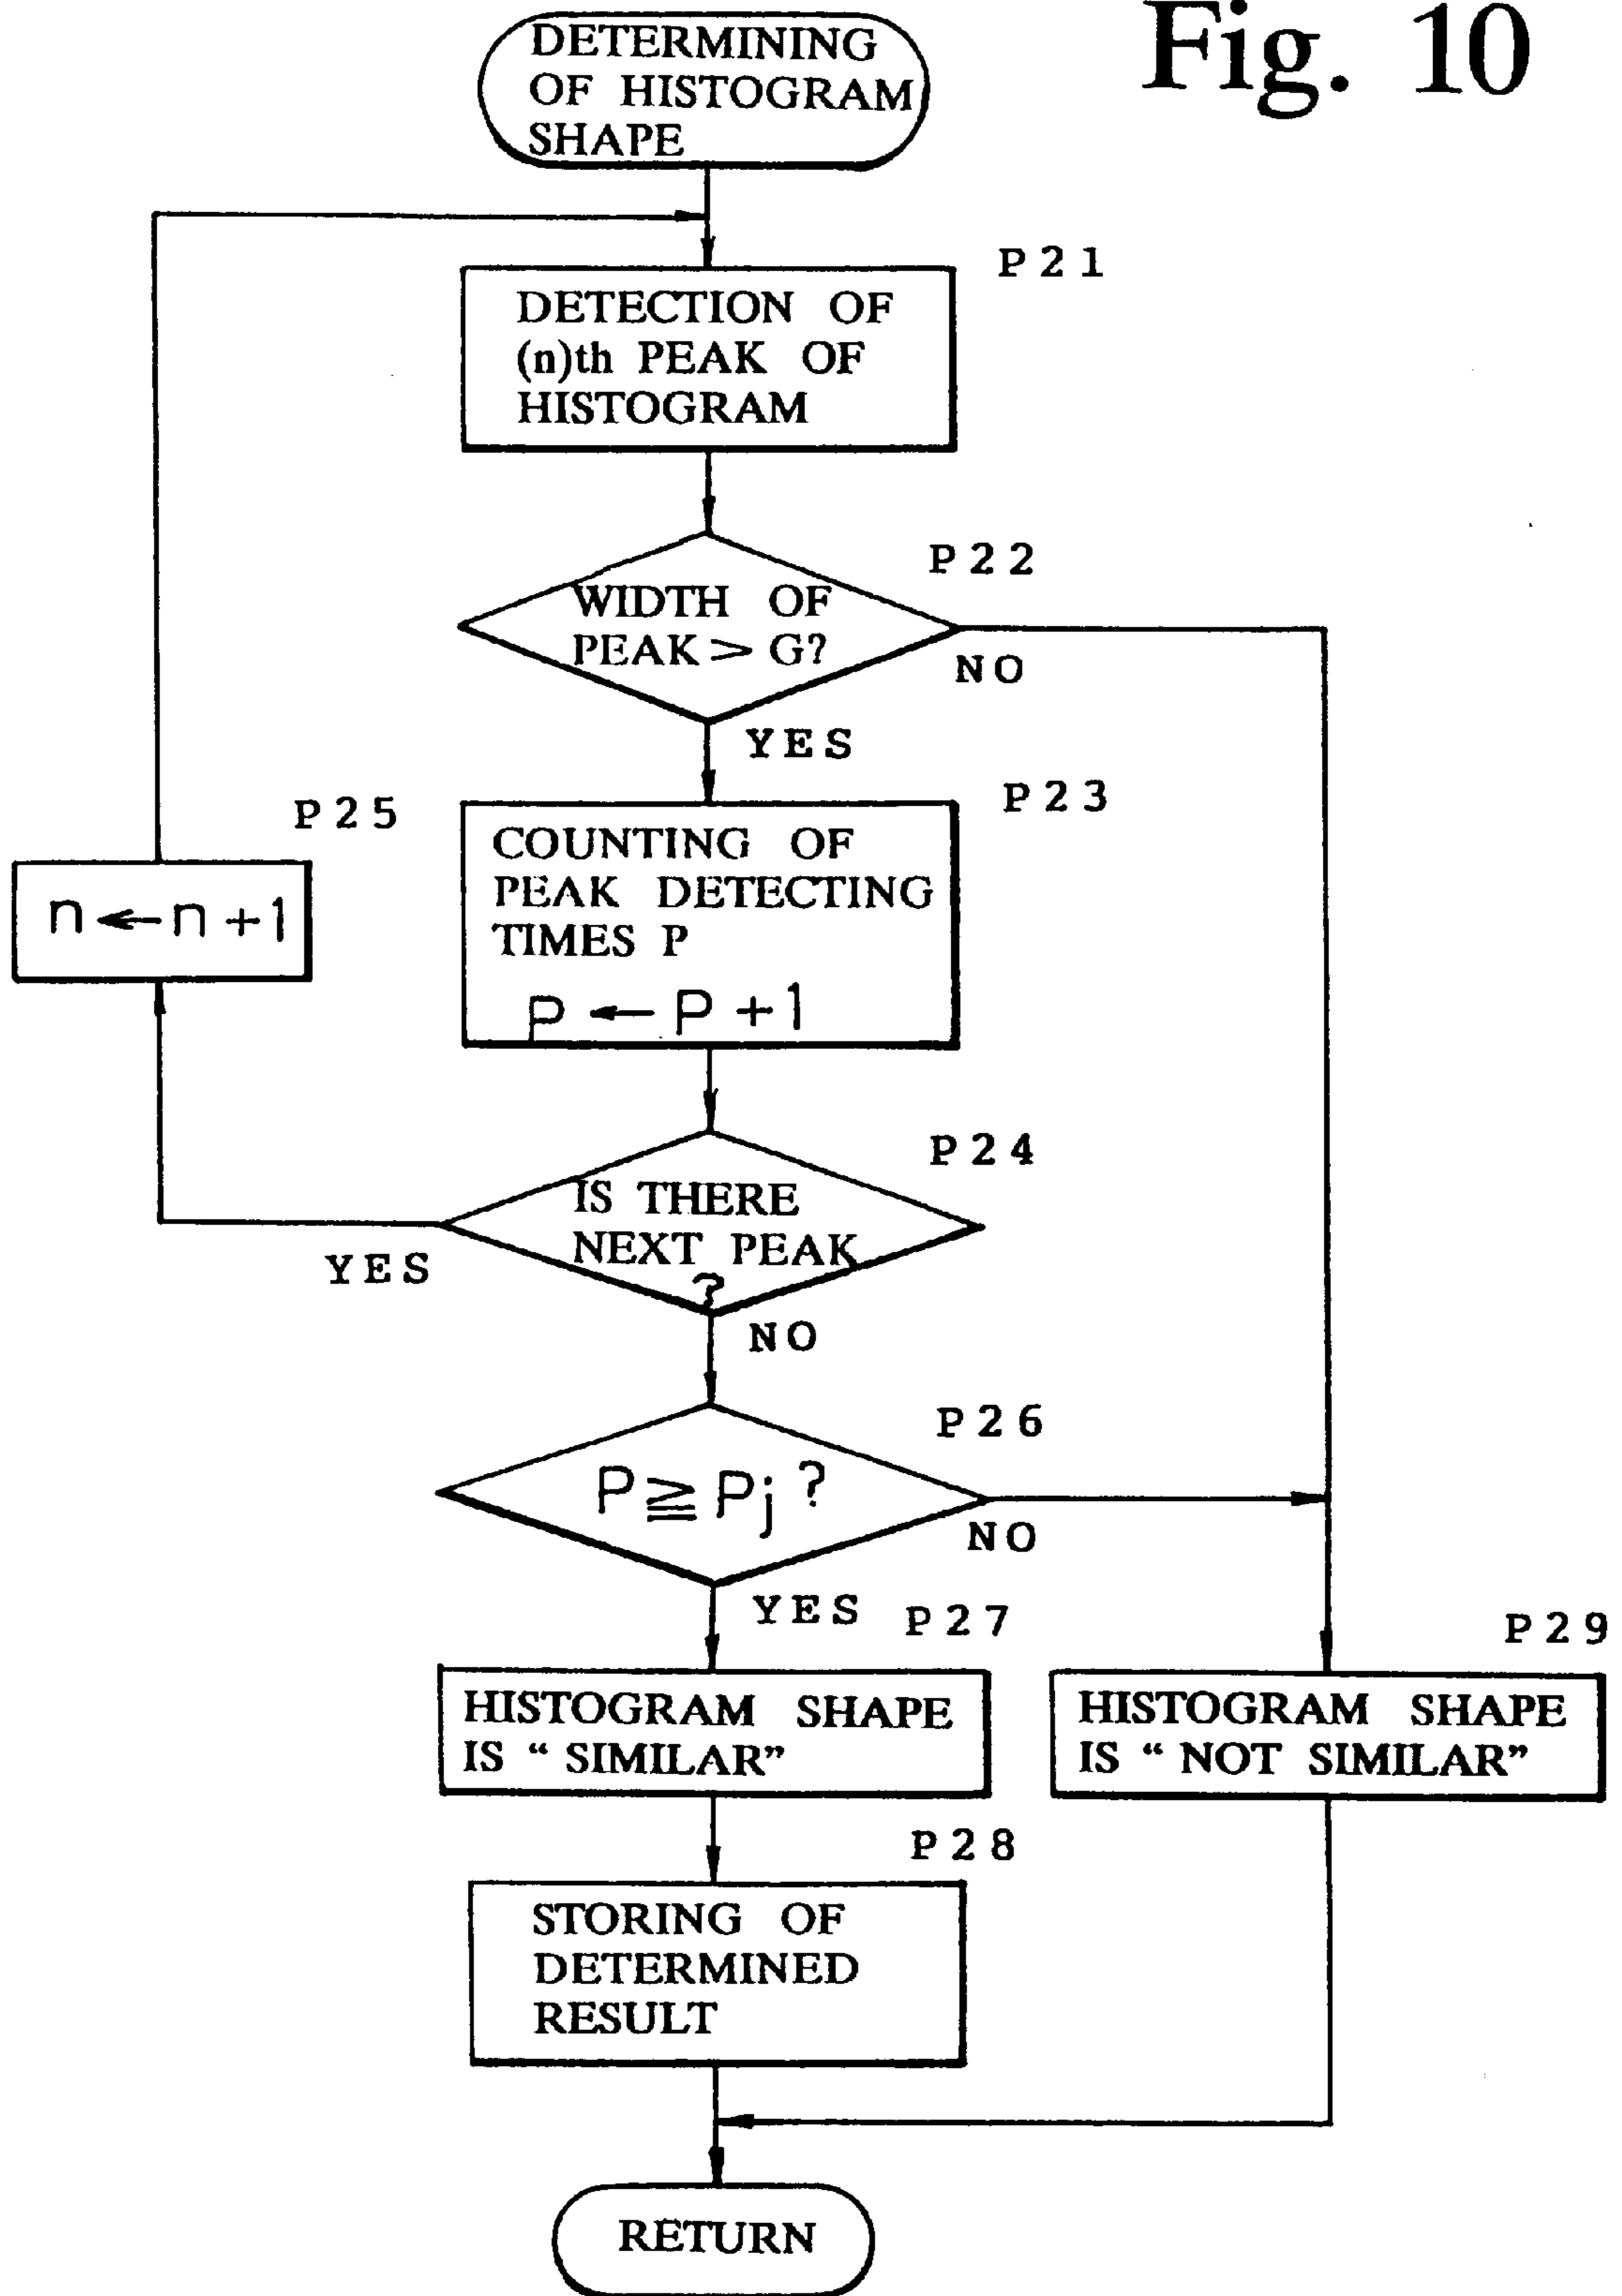 Fig. 10
DETERMINING
OF HISTOGRAM
SHAPE
P21
DETECTION OF
(n)th PEAK OF
HISTOGRAM
P22
WIDTH OF
PEAK > G?
NO
YES
P23
COUNTING OF
PEAK DETECTING
TIMES P
P ← P + 1
P25
n ← n + 1
P24
IS THERE
NEXT PEAK
?
YES
NO
P26
P ≧ Pj ?
NO
YES
P27
HISTOGRAM SHAPE
IS “ SIMILAR”
P29
HISTOGRAM SHAPE
IS “ NOT SIMILAR”
P28
STORING OF
DETERMINED
RESULT
RETURN